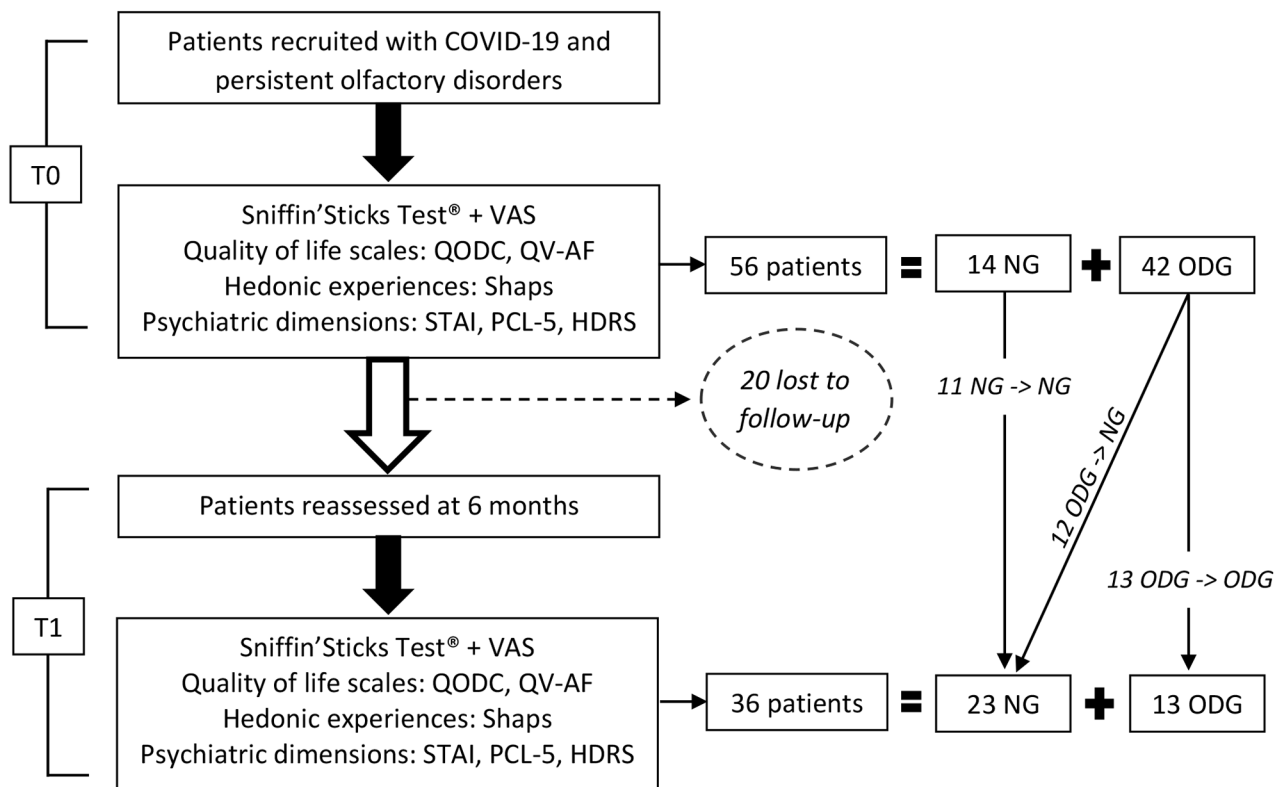 Patients recruited with COVID-19 and
persistent olfactory disorders
T0
Sniffin'Sticks Test® + VAS
Quality of life scales: QODC, QV-AF
Hedonic experiences: Shaps
Psychiatric dimensions: STAI, PCL-5, HDRS
56 patients = 14 NG + 42 ODG
20 lost to
follow-up
11 NG -> NG
12 ODG -> NG
13 ODG -> ODG
Patients reassessed at 6 months
T1
Sniffin'Sticks Test® + VAS
Quality of life scales: QODC, QV-AF
Hedonic experiences: Shaps
Psychiatric dimensions: STAI, PCL-5, HDRS
36 patients = 23 NG + 13 ODG